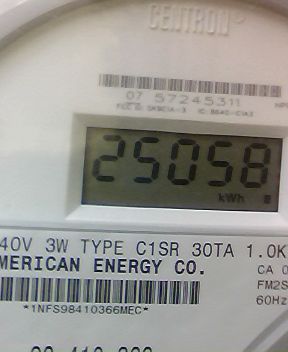 CENTRON®
07 57245311
25058
kWh
40V 3W TYPE C1SR 30TA 1.0K
MERICAN ENERGY CO.
CA 0
FM2S
60Hz
*1NFS98410366MEC*